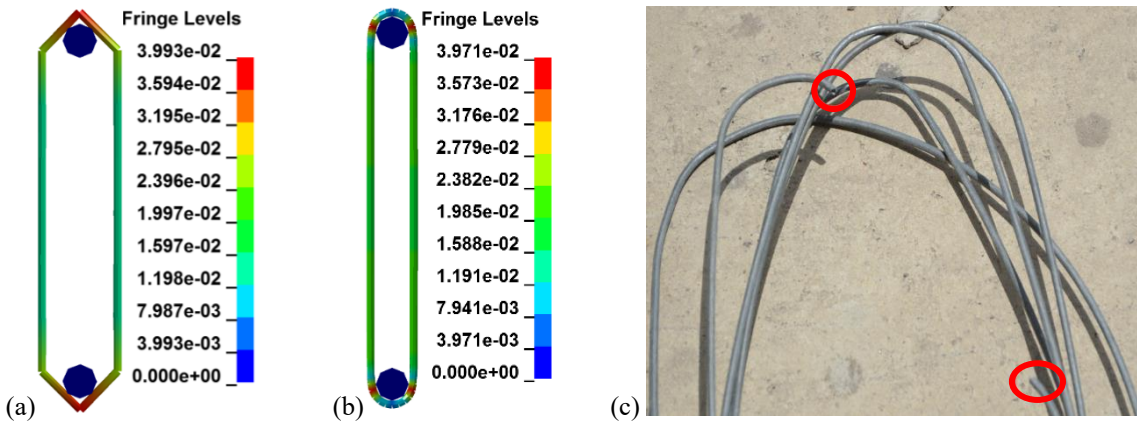 Fringe Levels
3.993e-02
3.594e-02
3.195e-02
2.795e-02
2.396e-02
1.997e-02
1.597e-02
1.198e-02
7.987e-03
3.993e-03
0.000e+00
(a)
Fringe Levels
3.971e-02
3.573e-02
3.176e-02
2.779e-02
2.382e-02
1.985e-02
1.588e-02
1.191e-02
7.941e-03
3.971e-03
0.000e+00
(b)
(c)